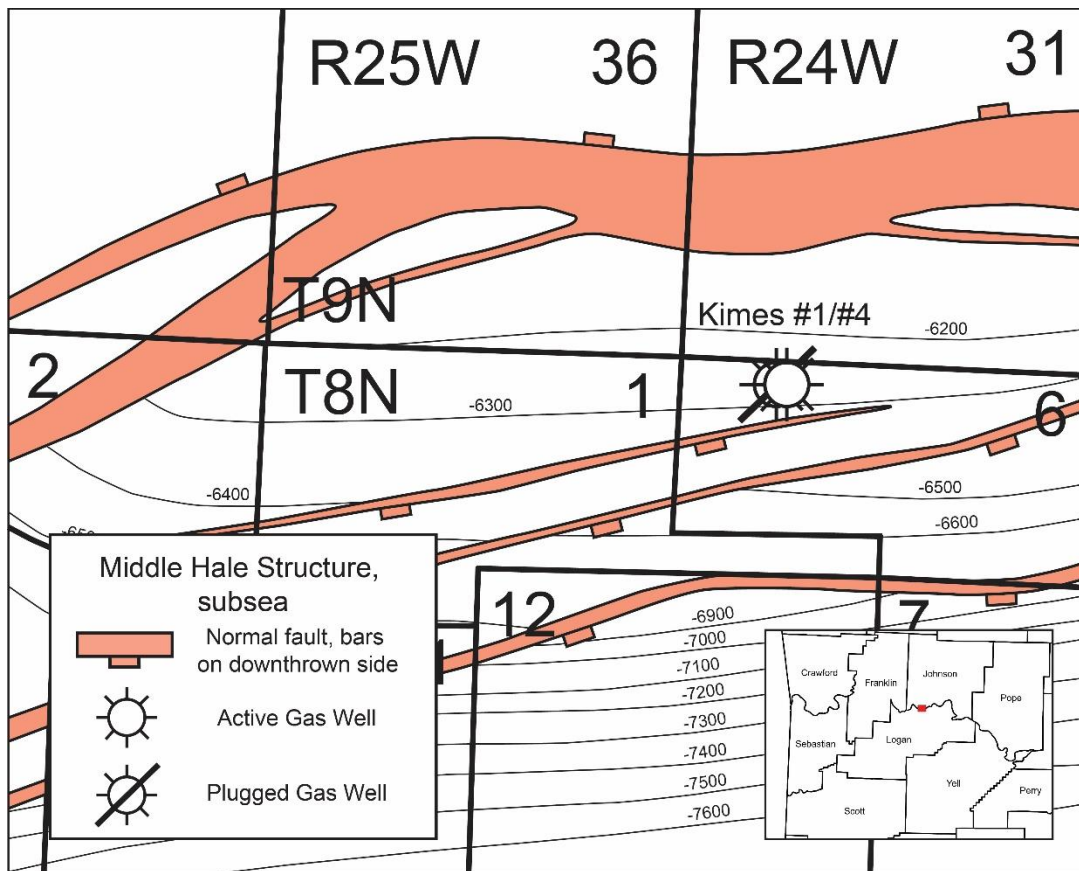 R25W
36
R24W
31
T9N
Kimes #1/#4
-6200
2
T8N
1
-6300
6
-6400
-6500
-6600
12
7
-6900
-7000
-7100
-7200
-7300
-7400
-7500
-7600
Middle Hale Structure,
subsea
Normal fault, bars
on downthrown side
Active Gas Well
Plugged Gas Well
Crawford
Franklin
Johnson
Pope
Sebastian
Logan
Yell
Perry
Scott